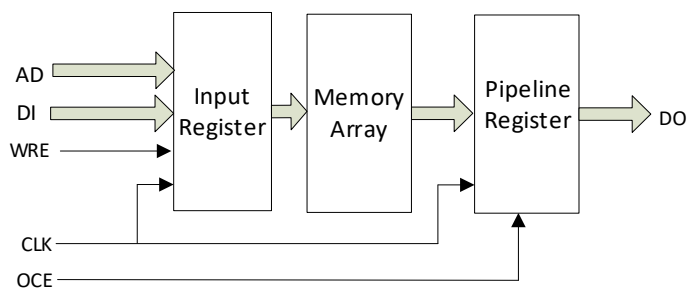 AD
DI
WRE
CLK
OCE
Input
Register
Memory
Array
Pipeline
Register
DO